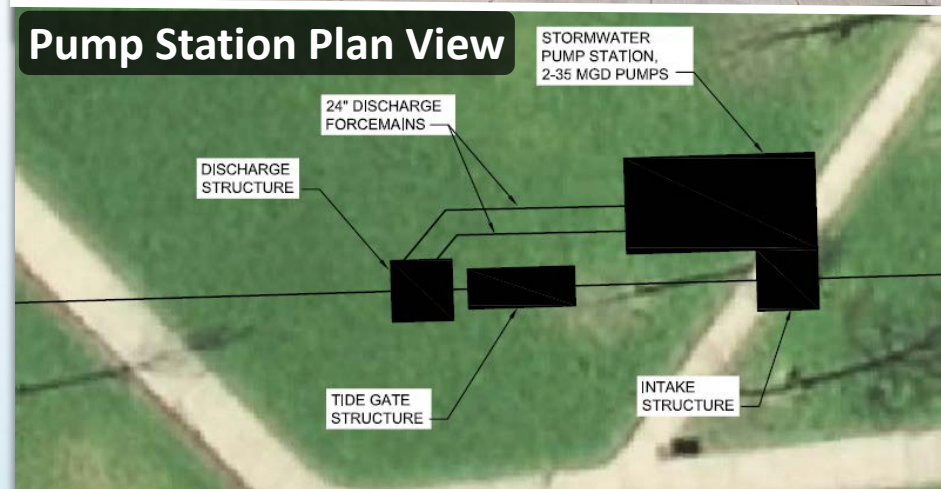 Pump Station Plan View
STORMWATER
PUMP STATION,
2-35 MGD PUMPS
24" DISCHARGE
FORCEMAINS
DISCHARGE
STRUCTURE
TIDE GATE
STRUCTURE
INTAKE
STRUCTURE